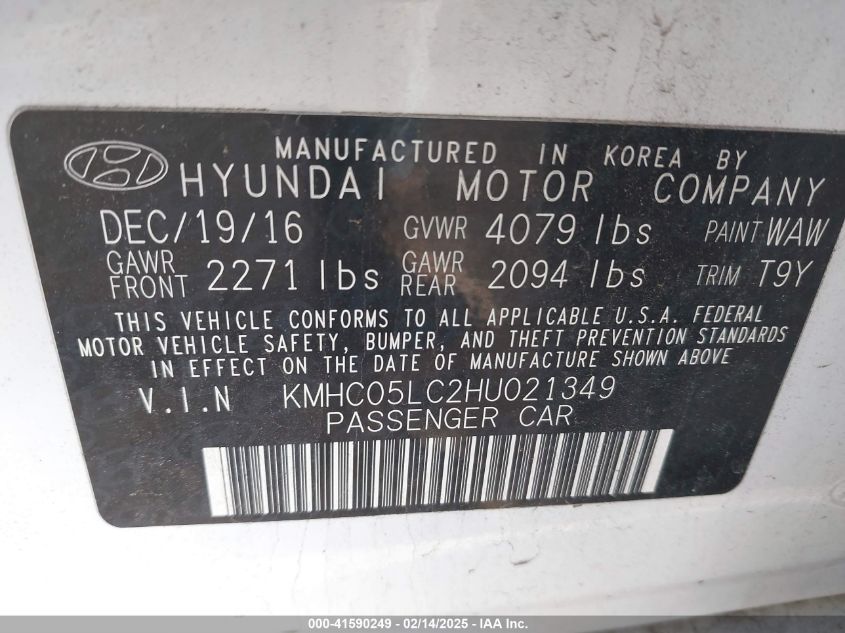 MANUFACTURED IN KOREA BY
HYUNDAI MOTOR COMPANY
DEC/19/16 GVWR 4079 lbs PAINT WAW
GAWR FRONT 2271 lbs GAWR REAR 2094 lbs TRIM T9Y
THIS VEHICLE CONFORMS TO ALL APPLICABLE U.S.A. FEDERAL
MOTOR VEHICLE SAFETY, BUMPER, AND THEFT PREVENTION STANDARDS
IN EFFECT ON THE DATE OF MANUFACTURE SHOWN ABOVE
V.I.N KMHC05LC2HU021349
PASSENGER CAR
000-41590249 - 02/14/2025 - IAA Inc.